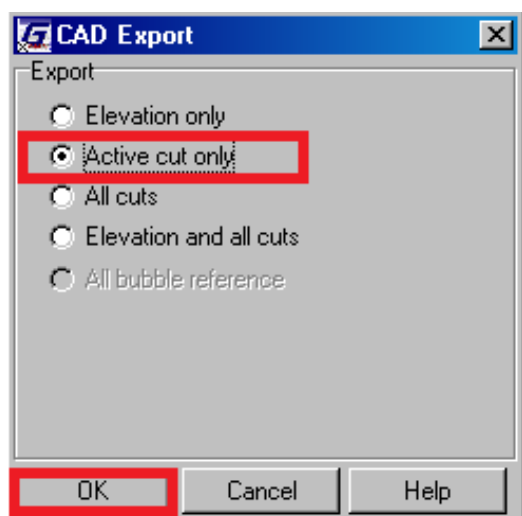 CAD Export
Export
Elevation only
Active cut only
All cuts
Elevation and all cuts
All bubble reference
OK Cancel Help